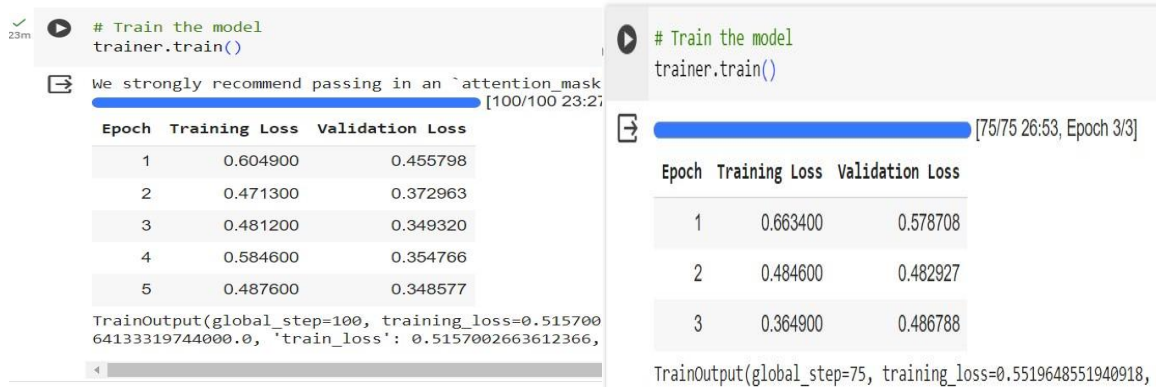 23m
# Train the model
trainer.train()
We strongly recommend passing in an `attention_mask
[100/100 23:27
Epoch Training Loss Validation Loss
1 0.604900 0.455798
2 0.471300 0.372963
3 0.481200 0.349320
4 0.584600 0.354766
5 0.487600 0.348577
TrainOutput(global_step=100, training_loss=0.515700
64133319744000.0, 'train_loss': 0.5157002663612366,
# Train the model
trainer.train()
[75/75 26:53, Epoch 3/3]
Epoch Training Loss Validation Loss
1 0.663400 0.578708
2 0.484600 0.482927
3 0.364900 0.486788
TrainOutput(global_step=75, training_loss=0.5519648551940918,